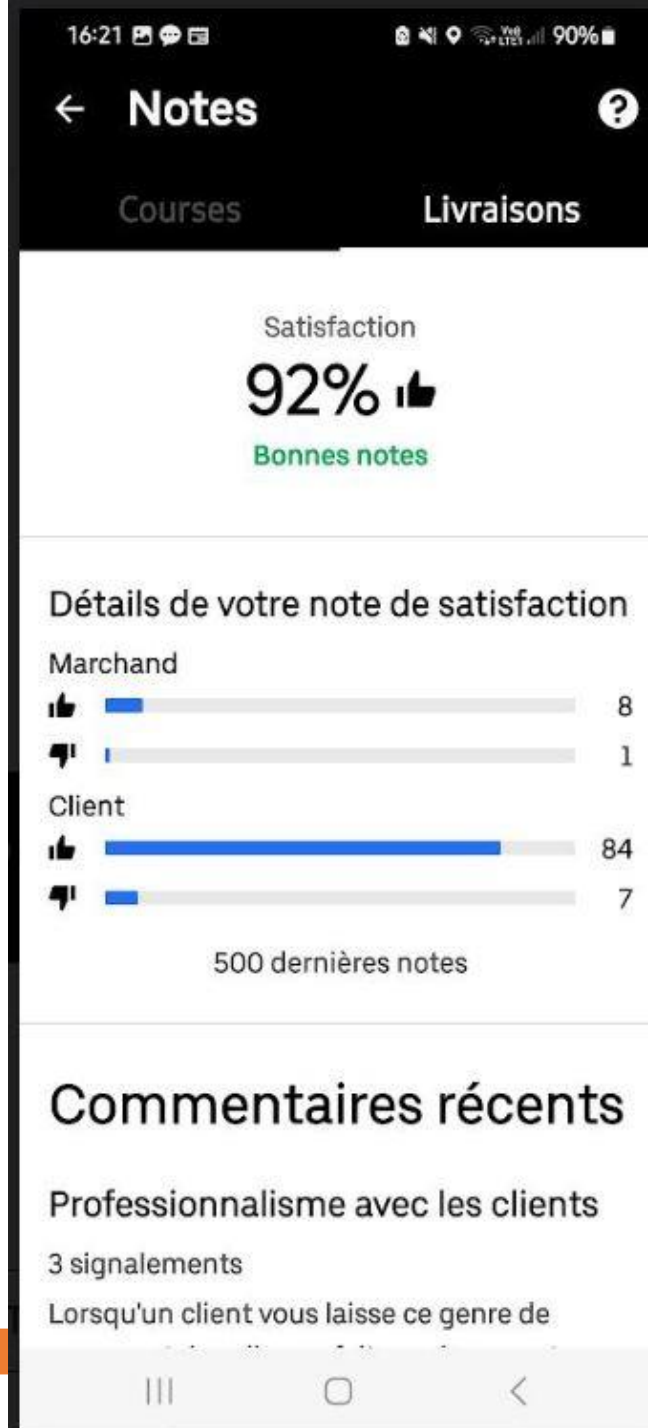 16:21 90%
Notes
Courses Livraisons
Satisfaction
92%
Bonnes notes
Détails de votre note de satisfaction
Marchand
8
1
Client
84
7
500 dernières notes
Commentaires récents
Professionnalisme avec les clients
3 signalements
Lorsqu'un client vous laisse ce genre de